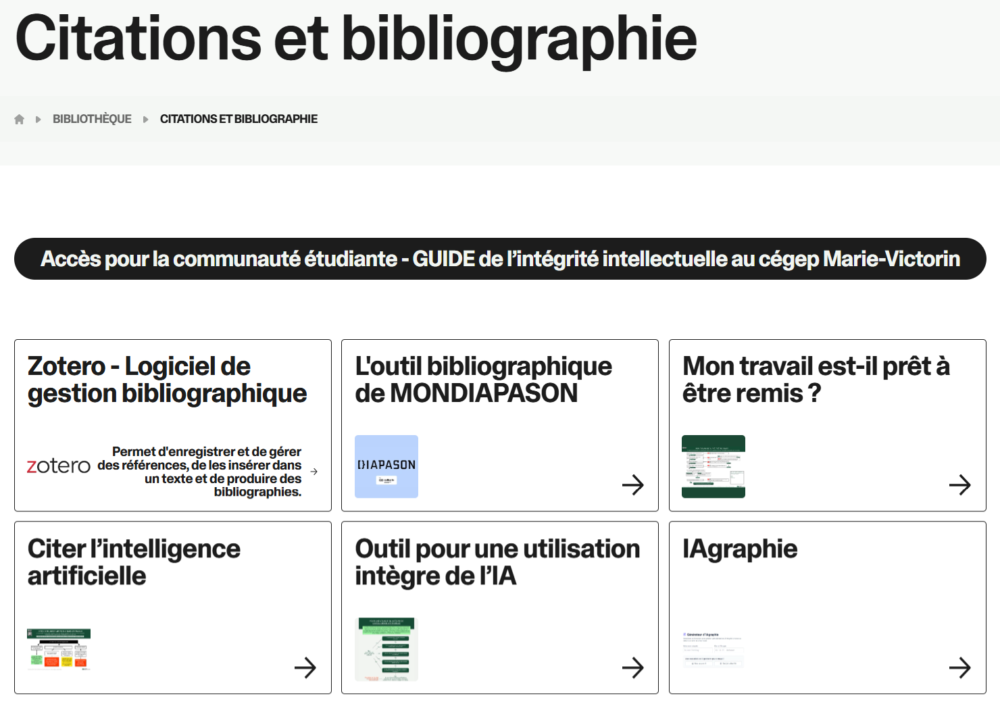 Citations et bibliographie
BIBLIOTHÈQUE
CITATIONS ET BIBLIOGRAPHIE
Accès pour la communauté étudiante - GUIDE de l’intégrité intellectuelle au cégep Marie-Victorin
Zotero - Logiciel de
gestion bibliographique
zotero
Permet d'enregistrer et de gérer
des références, de les insérer dans
un texte et de produire des
bibliographies.
L'outil bibliographique
de MONDIAPASON
DIAPASON
Mon travail est-il prêt à
être remis ?
Citer l’intelligence
artificielle
Outil pour une utilisation
intègre de l’IA
IAgraphie
Générateur d'IAgraphie